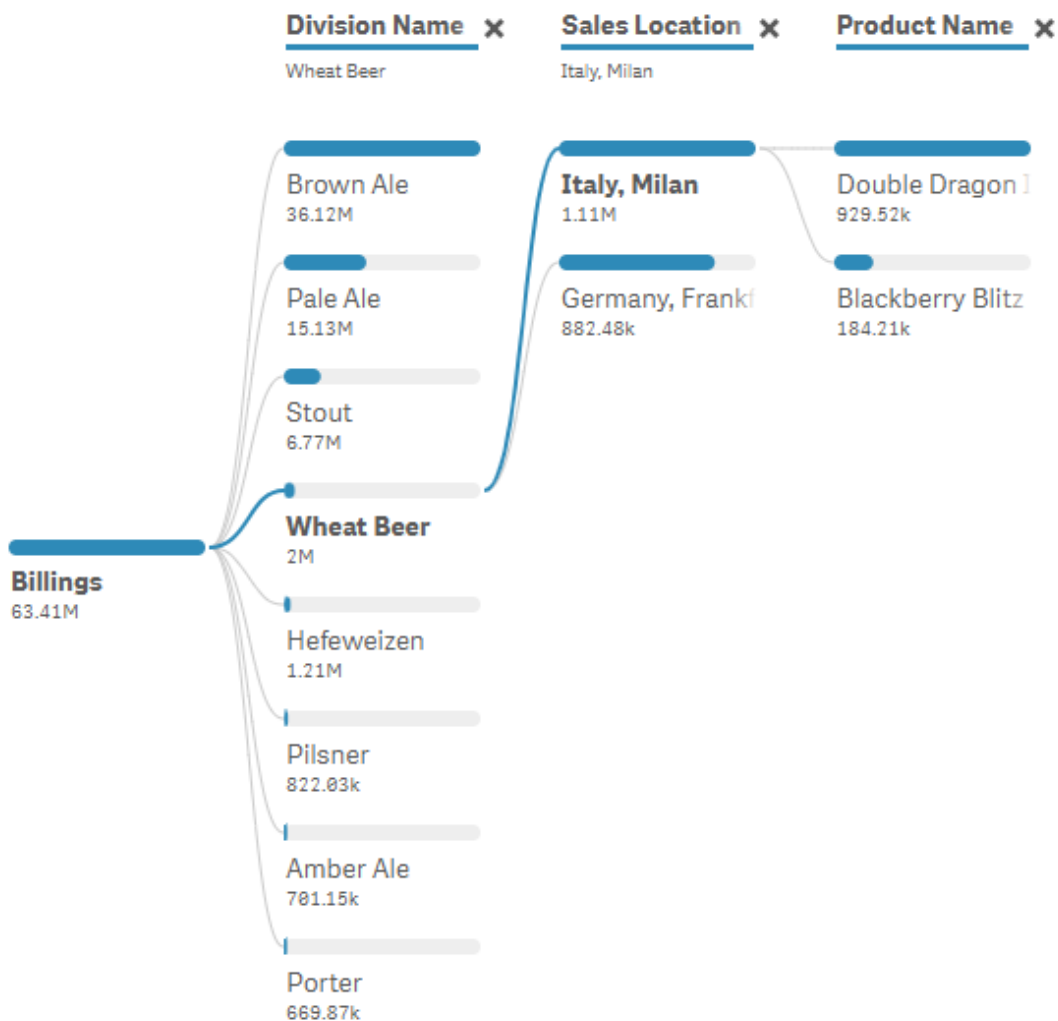 Division Name
Sales Location
Product Name
Wheat Beer
Italy, Milan
Billings
63.41M
Brown Ale
36.12M
Pale Ale
15.13M
Stout
6.77M
Wheat Beer
2M
Hefeweizen
1.21M
Pilsner
822.03k
Amber Ale
701.15k
Porter
669.87k
Italy, Milan
1.11M
Germany, Frankf
882.48k
Double Dragon
929.52k
Blackberry Blitz
184.21k